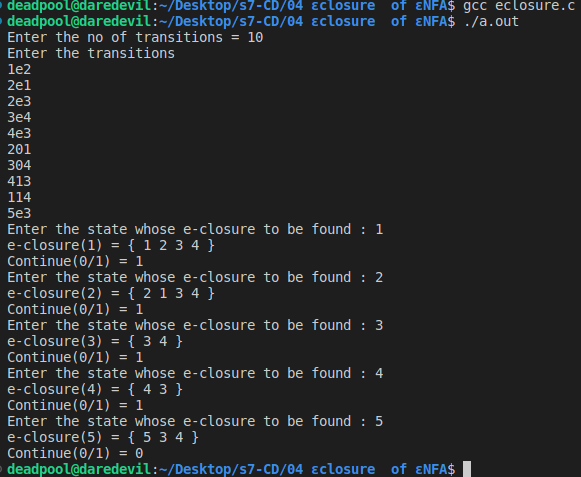 deadpool@daredevil:~/Desktop/s7-CD/04 εclosure  of εNFA$ gcc eclosure.c
deadpool@daredevil:~/Desktop/s7-CD/04 εclosure  of εNFA$ ./a.out
Enter the no of transitions = 10
Enter the transitions
1e2
2e1
2e3
3e4
4e3
201
304
413
114
5e3
Enter the state whose e-closure to be found : 1
e-closure(1) = { 1 2 3 4 }
Continue(0/1) = 1
Enter the state whose e-closure to be found : 2
e-closure(2) = { 2 1 3 4 }
Continue(0/1) = 1
Enter the state whose e-closure to be found : 3
e-closure(3) = { 3 4 }
Continue(0/1) = 1
Enter the state whose e-closure to be found : 4
e-closure(4) = { 4 3 }
Continue(0/1) = 1
Enter the state whose e-closure to be found : 5
e-closure(5) = { 5 3 4 }
Continue(0/1) = 0
deadpool@daredevil:~/Desktop/s7-CD/04 εclosure  of εNFA$